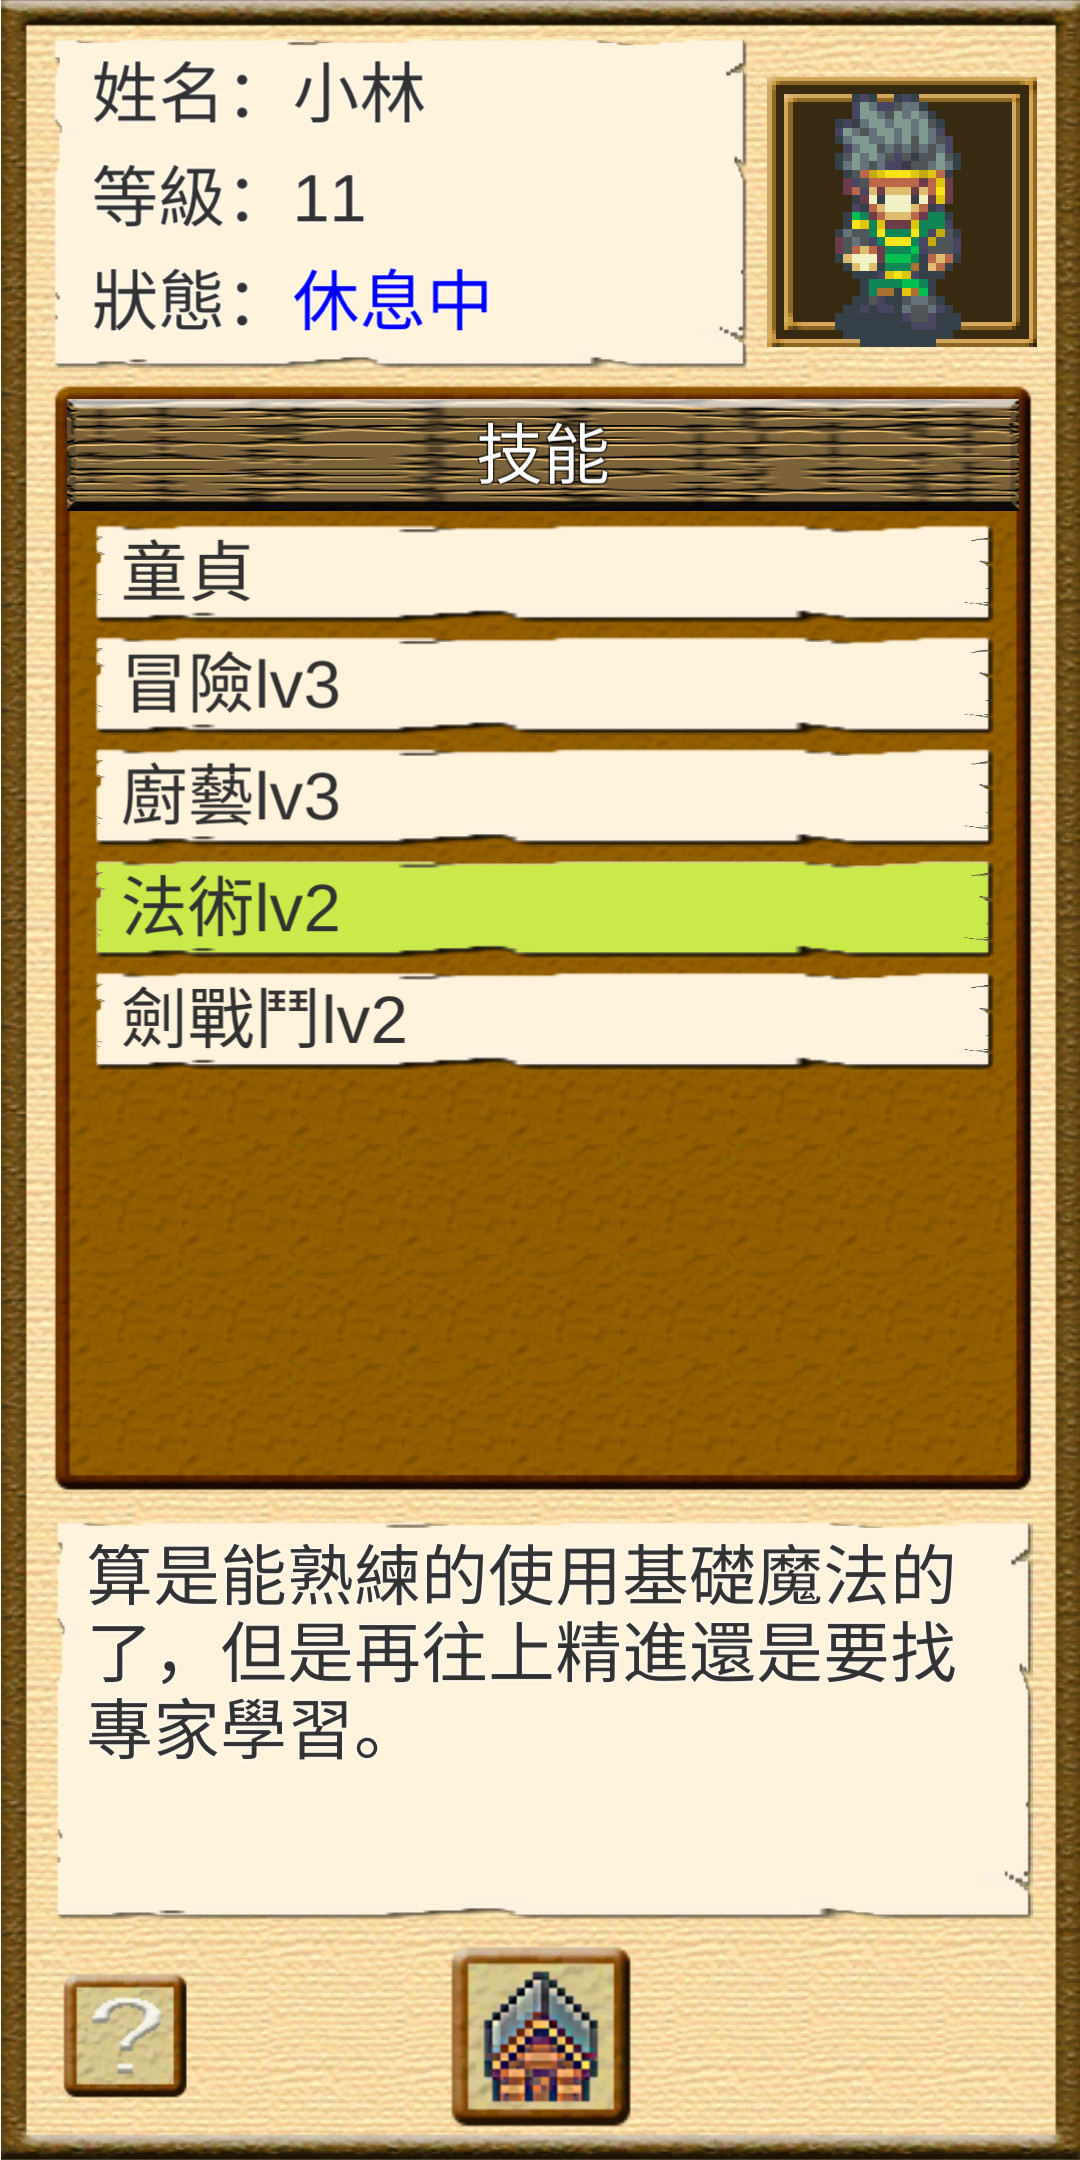 姓名：小林
等級：11
狀態：休息中
技能
童貞
冒險lv3
廚藝lv3
法術lv2
劍戰鬥lv2
算是能熟練的使用基礎魔法的
了，但是再往上精進還是要找
專家學習。
?